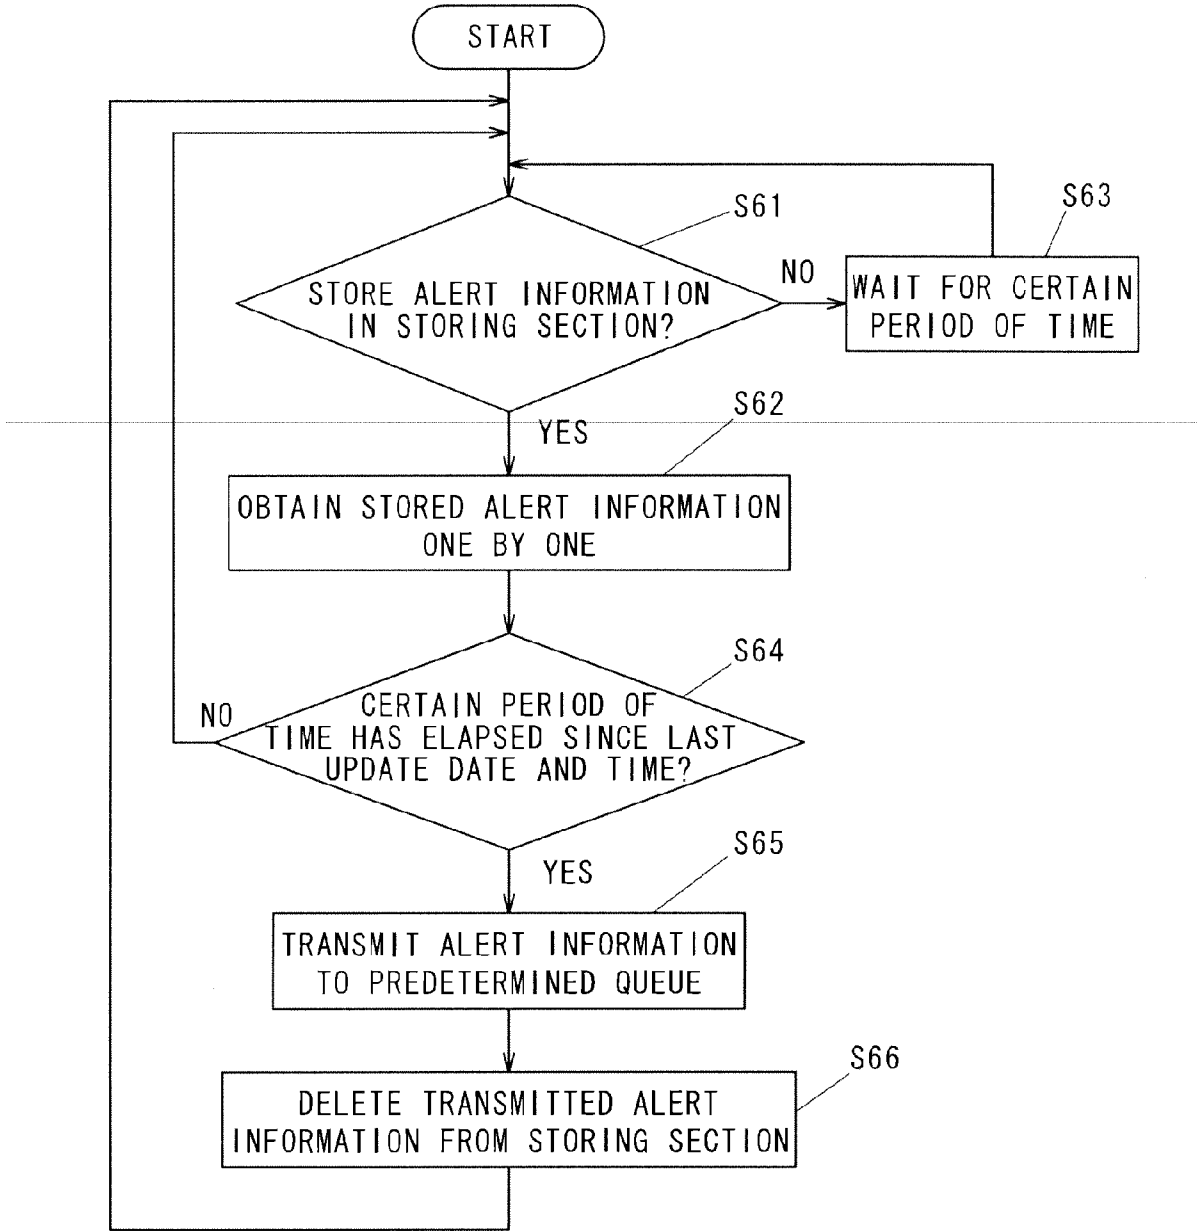 START
S61
S63
STORE ALERT INFORMATION
IN STORING SECTION?
NO
WAIT FOR CERTAIN
PERIOD OF TIME
YES
S62
OBTAIN STORED ALERT INFORMATION
ONE BY ONE
S64
NO
CERTAIN PERIOD OF
TIME HAS ELAPSED SINCE LAST
UPDATE DATE AND TIME?
YES
S65
TRANSMIT ALERT INFORMATION
TO PREDETERMINED QUEUE
S66
DELETE TRANSMITTED ALERT
INFORMATION FROM STORING SECTION